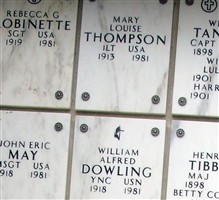 REBECCA G
ROBINETTE
SGT USA
1919 1981
MARY
LOUISE
THOMPSON
1LT USA
1913 1981
TAN
CAPT
1898
LUL
1901
HARR
1901
JOHN ERIC
MAY
MSGT USA
1918 1981
WILLIAM
ALFRED
DOWLING
YNC USN
1918 1981
HENR
TIBB
MAJ
1898
BETTY CO